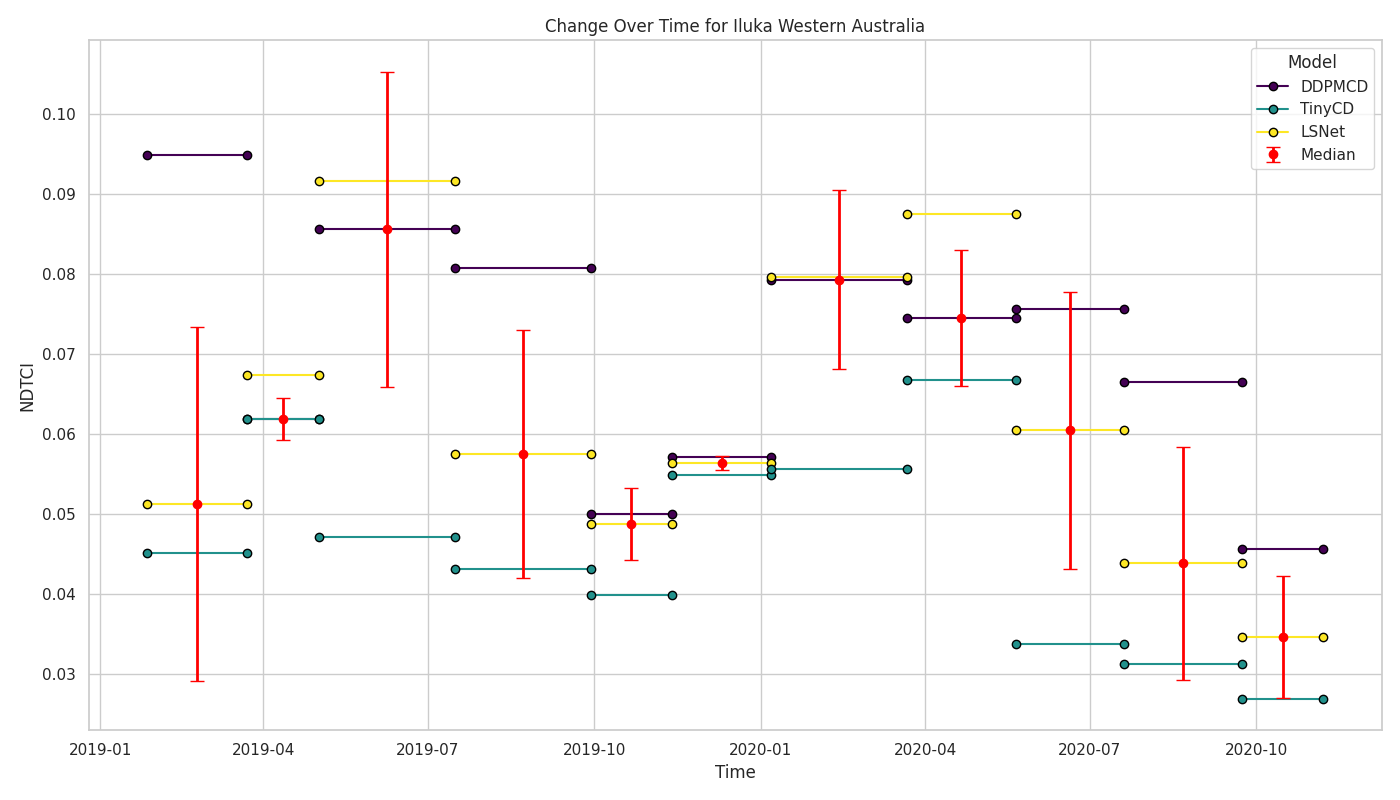 Change Over Time for Iluka Western Australia
Model
DDPMCD
TinyCD
LSNet
Median
NDTCI
0.10
0.09
0.08
0.07
0.06
0.05
0.04
0.03
2019-01
2019-04
2019-07
2019-10
2020-01
2020-04
2020-07
2020-10
Time